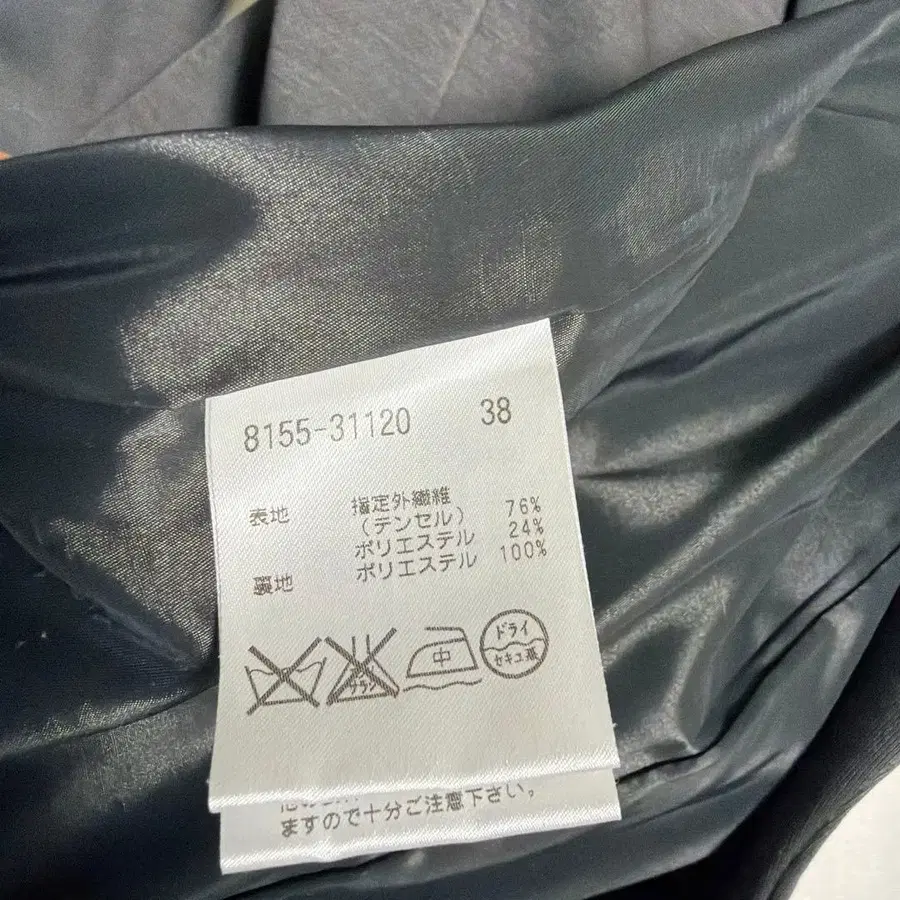 8155-31120 38
表地 指定外繊維 76%
(テンセル)
ポリエステル 24%
裏地 ポリエステル 100%
中
ドライ
セキユ系
ますので十分ご注意下さい。